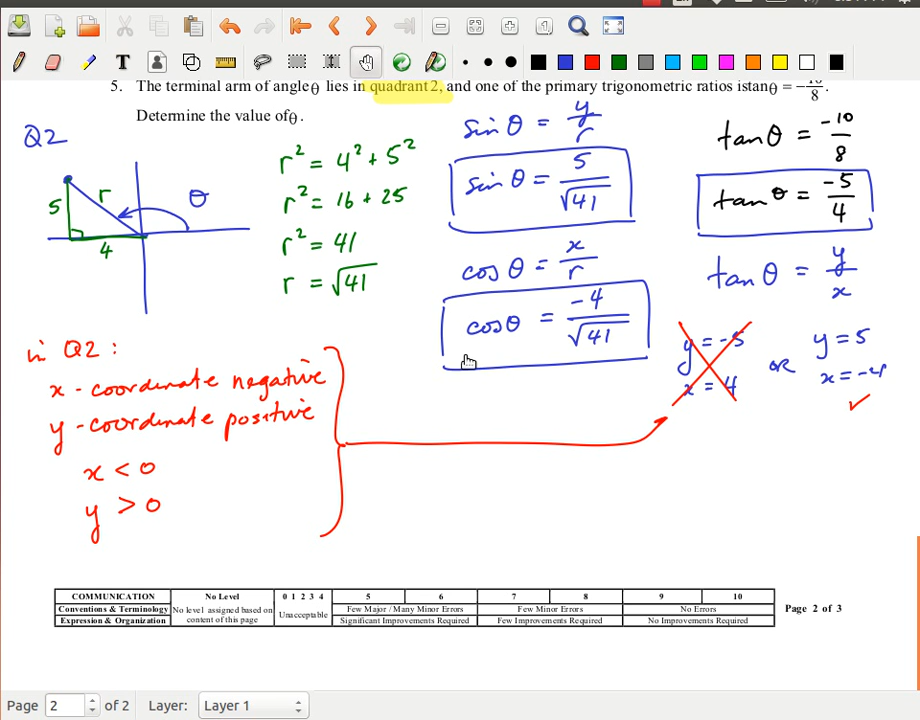 5. The terminal arm of angle θ lies in quadrant 2, and one of the primary trigonometric ratios is tan θ = -10/8.
Determine the value of θ.
Q2
5
r
θ
4
r² = 4² + 5²
r² = 16 + 25
r² = 41
r = √41
sin θ = y/r
sin θ = 5/√41
cos θ = x/r
cos θ = -4/√41
tan θ = -10/8
tan θ = -5/4
tan θ = y/x
y = -5
x = 4
OR
y = 5
x = -4
✓
in Q2 :
x - coordinate negative
y - coordinate positive
x < 0
y > 0
COMMUNICATION No Level 0 1 2 3 4 5 6 7 8 9 10
Conventions & Terminology No level assigned based on Unacceptable Few Major / Many Minor Errors Few Minor Errors No Errors
Expression & Organization content of this page Significant Improvements Required Few Improvements Required No Improvements Required
Page 2 of 3
Page 2 of 2 Layer: Layer 1